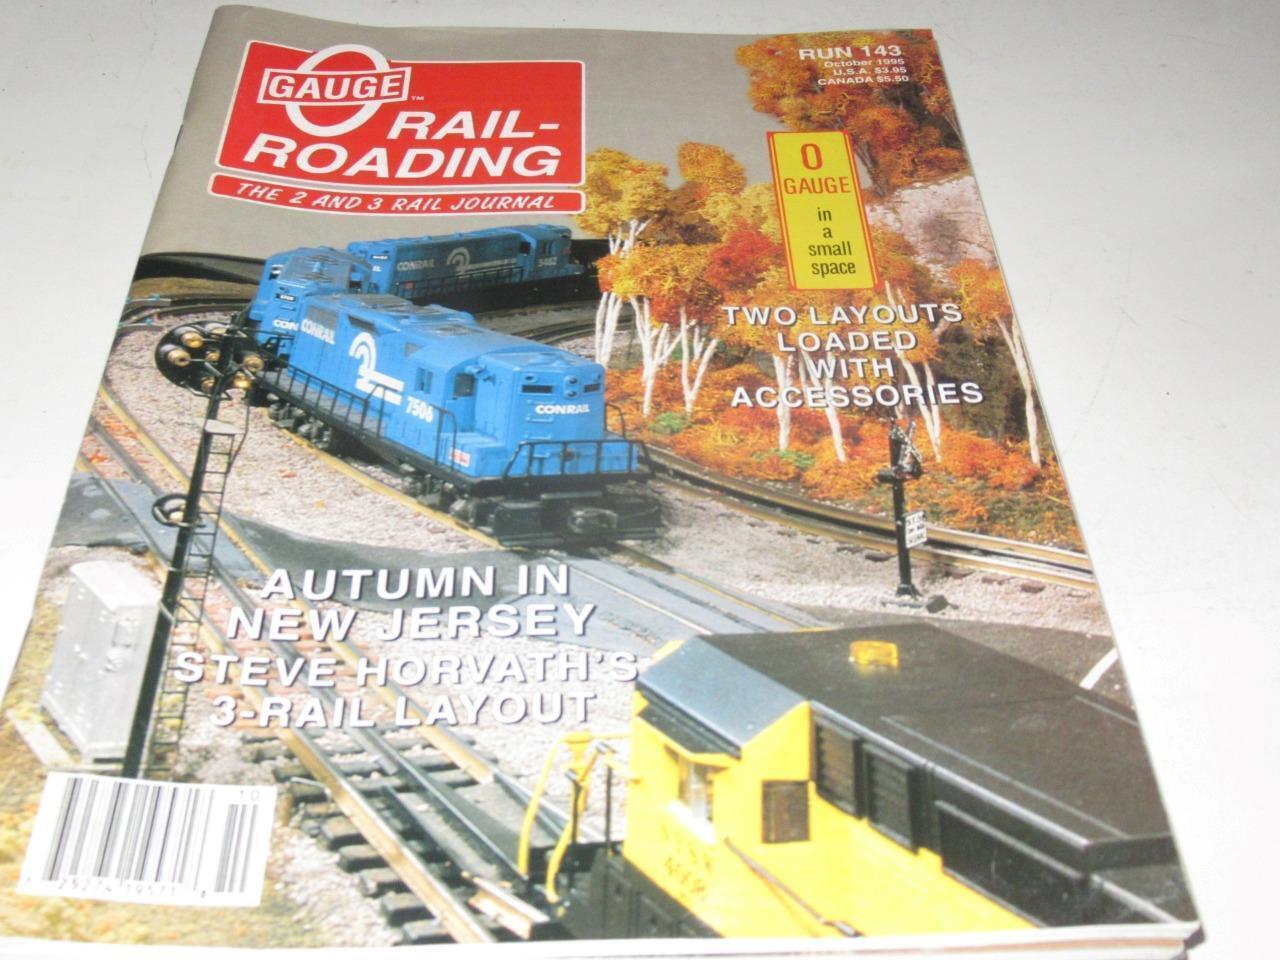 GAUGE™
RAIL-
ROADING
THE 2 AND 3 RAIL JOURNAL
RUN 143
October 1995
U.S.A. $3.95
CANADA $5.50
O
GAUGE
in
a
small
space
TWO LAYOUTS
LOADED
WITH
ACCESSORIES
CONRAIL
CONRAIL
7506
CONRAIL
AUTUMN IN
NEW JERSEY
STEVE HORVATH'S
3-RAIL LAYOUT
10